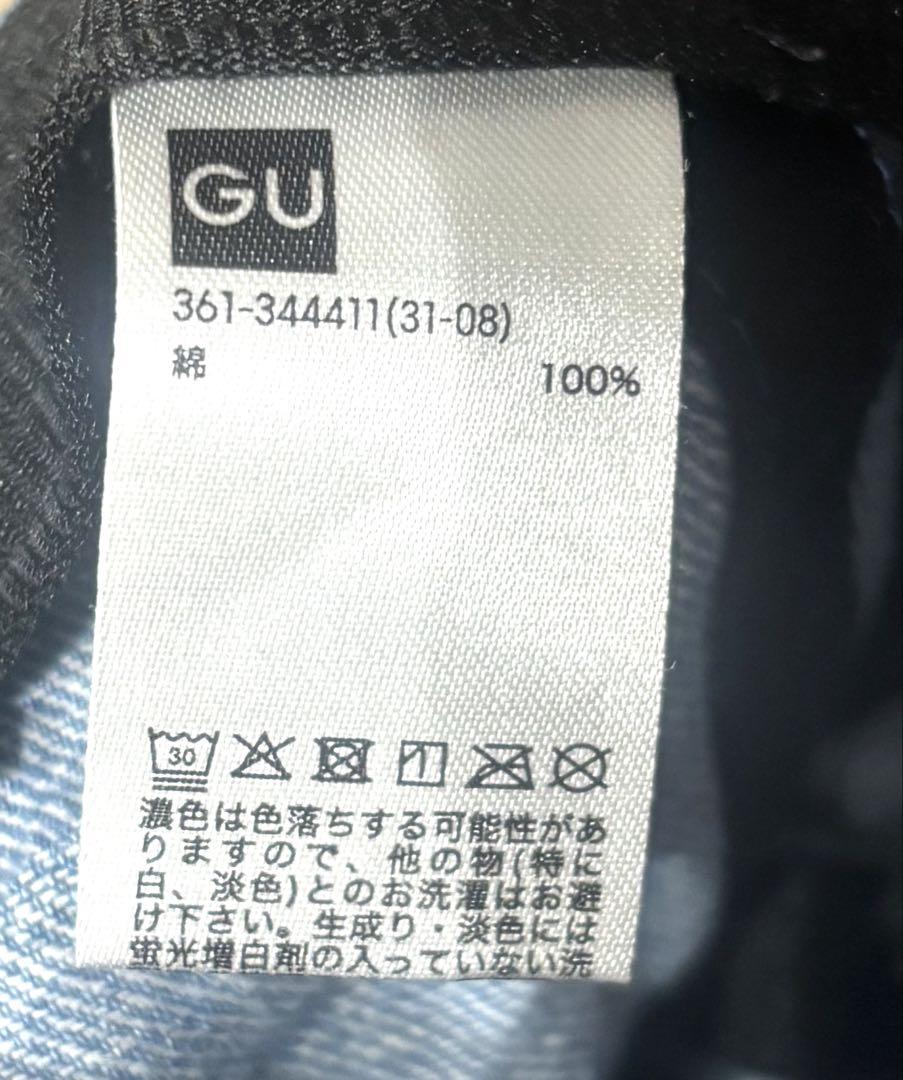 GU
361-344411(31-08)
綿 100%
30
濃色は色落ちする可能性があ
りますので、他の物(特に
白、淡色)とのお洗濯はお避
け下さい。生成り・淡色には
蛍光増白剤の入っていない洗